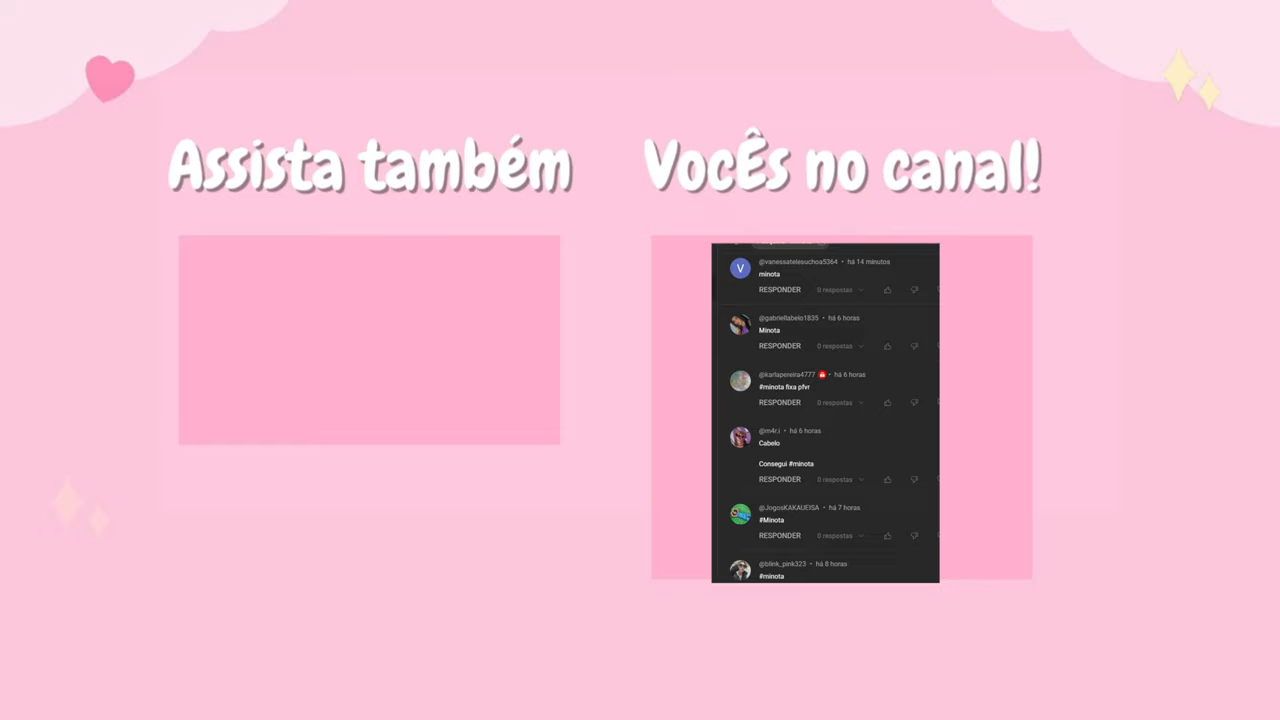 Assista também
VocÊs no canal!
@vanessatelesuchoa5364 • há 14 minutos
minota
RESPONDER 0 respostas
@gabriellabelo1835 • há 6 horas
Minota
RESPONDER 0 respostas
@karlapereira4777 • há 6 horas
#minota fixa pfvr
RESPONDER 0 respostas
@m4r.i • há 6 horas
Cabelo
Consegui #minota
RESPONDER 0 respostas
@JogosKAKAUEISA • há 7 horas
#Minota
RESPONDER 0 respostas
@blink_pink323 • há 8 horas
#minota